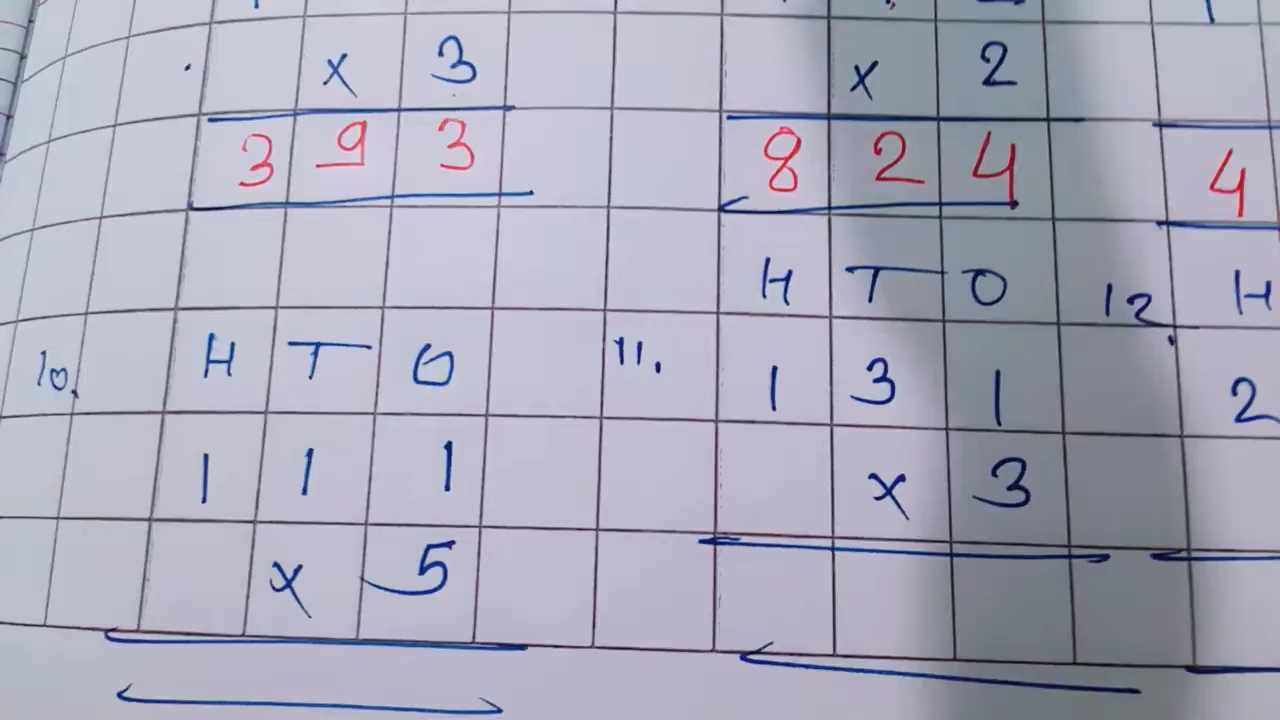 x 3
x 2
3 9 3
8 2 4
4
H T O
12. H
10. H T O
11. 1 3 1
2
1 1 1
x 3
x 5